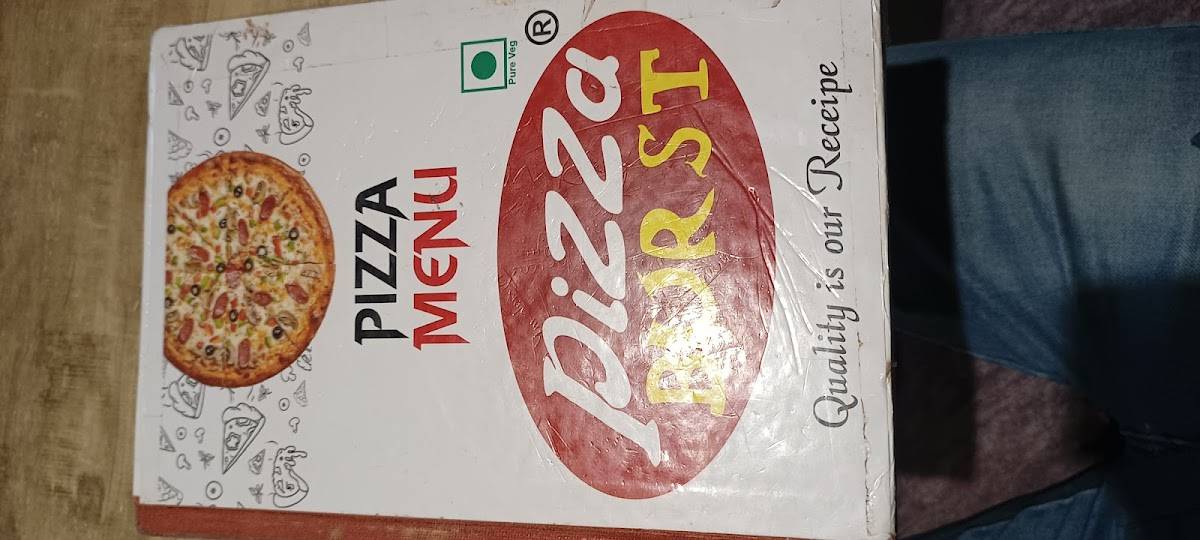 PIZZA
MENU
Pure Veg
®
pizza
BURST
Quality is our Receipe